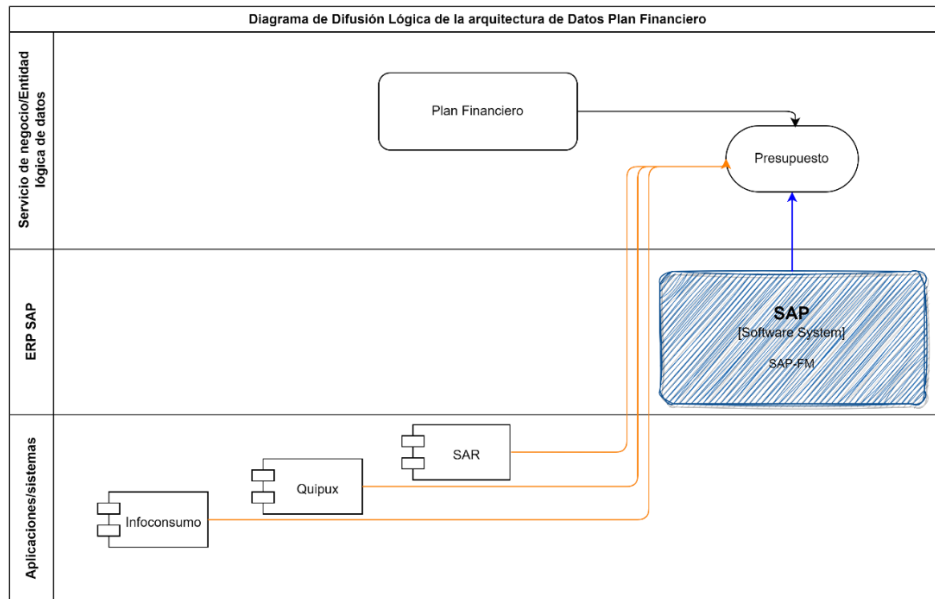 Diagrama de Difusión Lógica de la arquitectura de Datos Plan Financiero
Servicio de negocio/Entidad
lógica de datos
Plan Financiero
Presupuesto
ERP SAP
SAP
[Software System]
SAP-FM
Aplicaciones/sistemas
SAR
Quipux
Infoconsumo